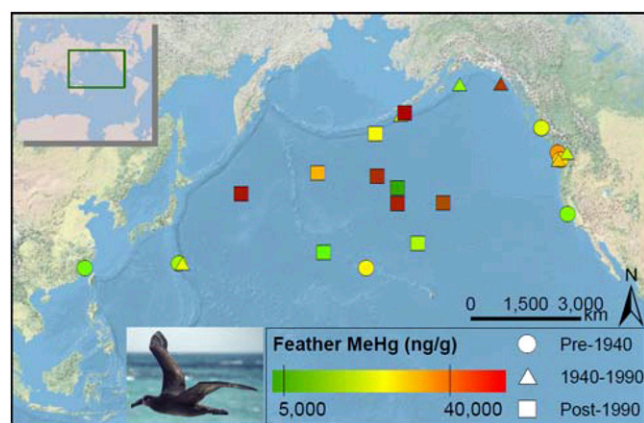 N
0 1,500 3,000
km
Feather MeHg (ng/g)
5,000 40,000
Pre-1940
1940-1990
Post-1990